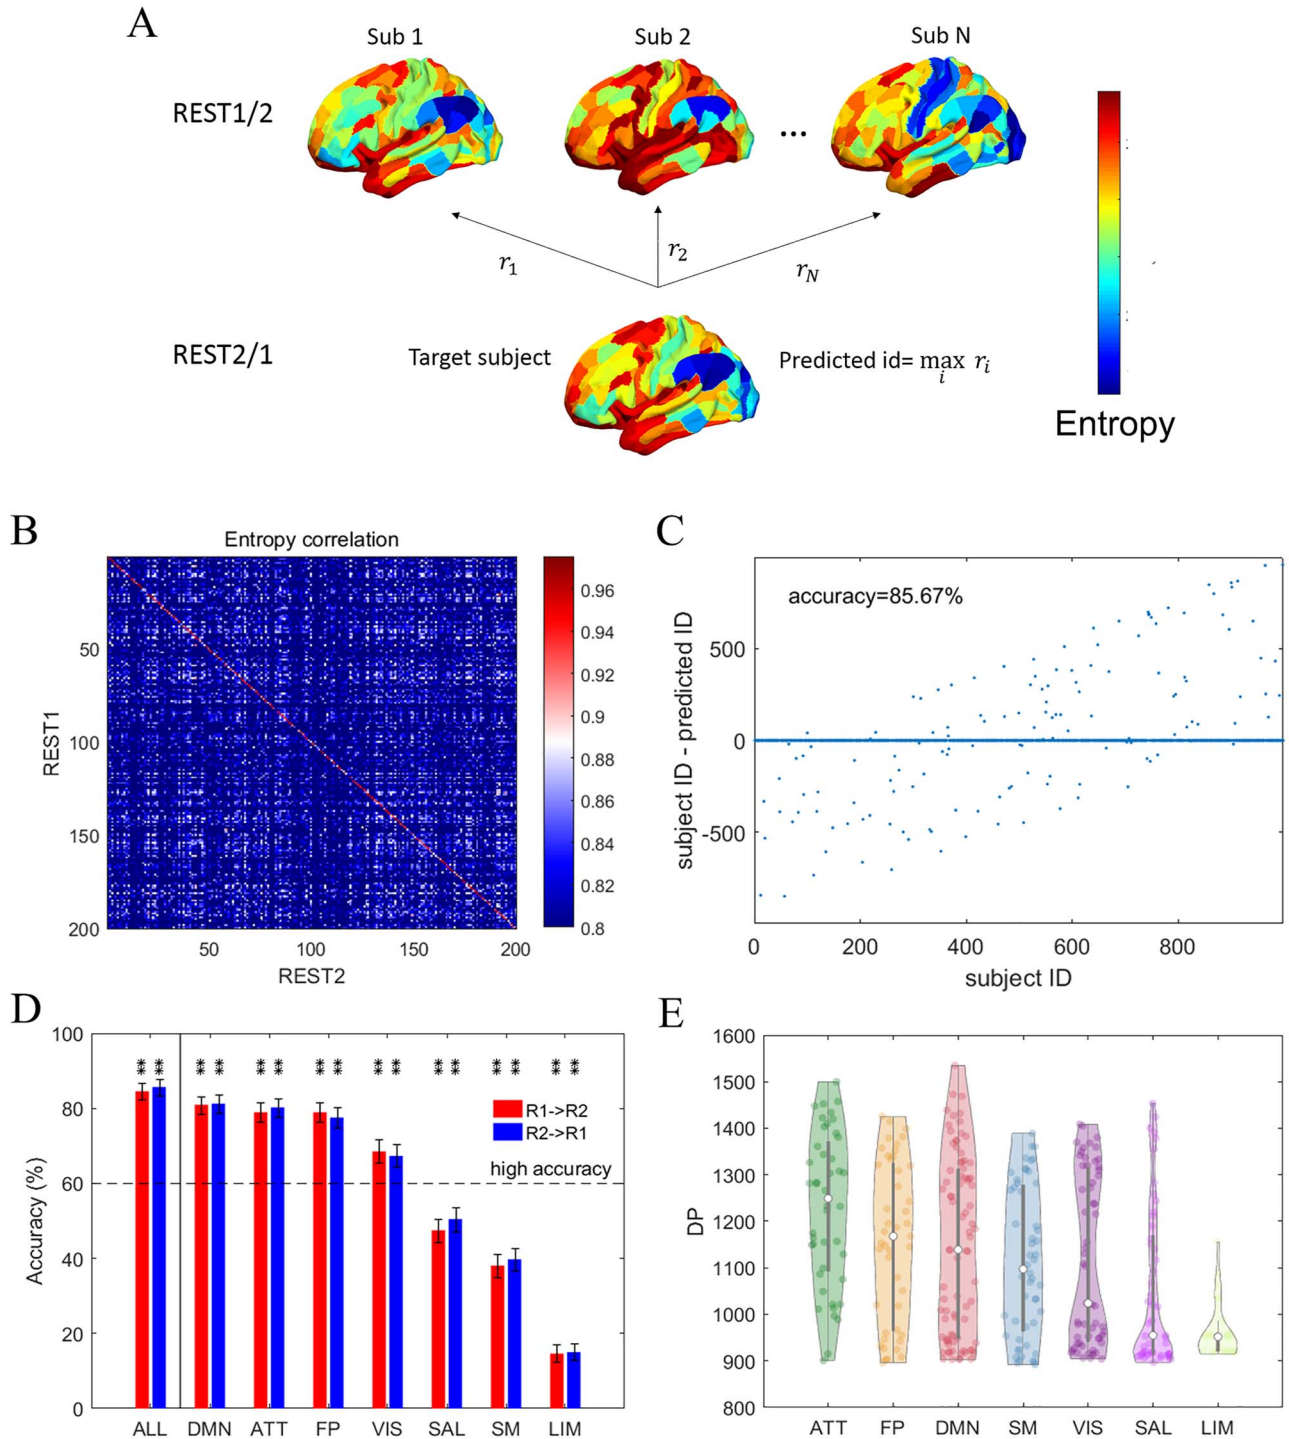 A
Sub 1
Sub 2
Sub N
REST1/2
...
r1
r2
rN
REST2/1
Target subject
Predicted id= max ri
i
Entropy
B
Entropy correlation
REST1
50
100
150
200
50
100
150
200
REST2
0.96
0.94
0.92
0.9
0.88
0.86
0.84
0.82
0.8
C
accuracy=85.67%
subject ID - predicted ID
500
0
-500
0
200
400
600
800
subject ID
D
Accuracy (%)
100
80
60
40
20
0
** ** ** ** ** ** ** ** ** ** ** ** ** ** ** **
R1->R2
R2->R1
high accuracy
ALL
DMN
ATT
FP
VIS
SAL
SM
LIM
E
DP
1600
1500
1400
1300
1200
1100
1000
900
800
ATT
FP
DMN
SM
VIS
SAL
LIM